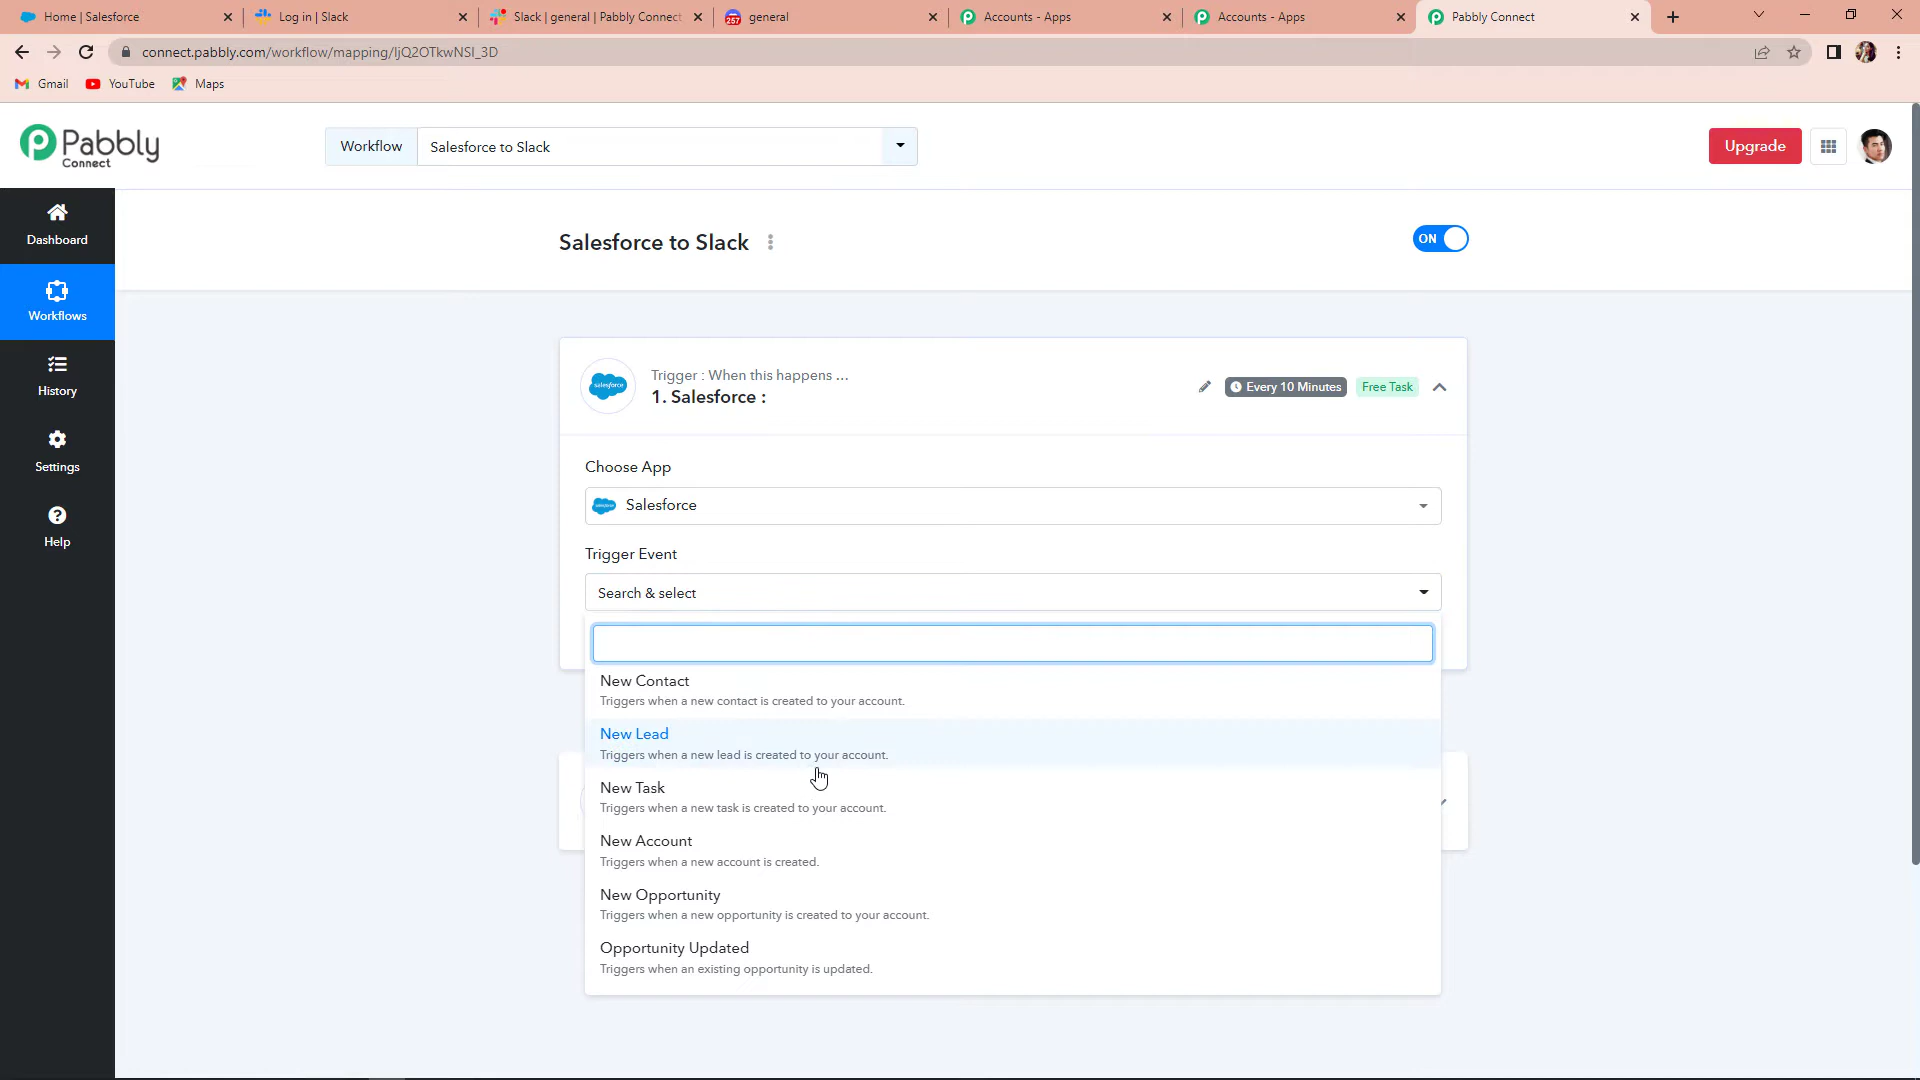 Home | Salesforce
Log in | Slack
Slack | general | Pabbly Connect
257
general
Accounts - Apps
Accounts - Apps
Pabbly Connect
connect.pabbly.com/workflow/mapping/IjQ2OTkwNSI_3D
Gmail
YouTube
Maps
Pabbly
Connect
Workflow
Salesforce to Slack
Upgrade
Dashboard
Workflows
History
Settings
Help
Salesforce to Slack
ON
salesforce
Trigger : When this happens ...
1. Salesforce :
Every 10 Minutes
Free Task
Choose App
Salesforce
Trigger Event
Search & select
New Contact
Triggers when a new contact is created to your account.
New Lead
Triggers when a new lead is created to your account.
New Task
Triggers when a new task is created to your account.
New Account
Triggers when a new account is created.
New Opportunity
Triggers when a new opportunity is created to your account.
Opportunity Updated
Triggers when an existing opportunity is updated.